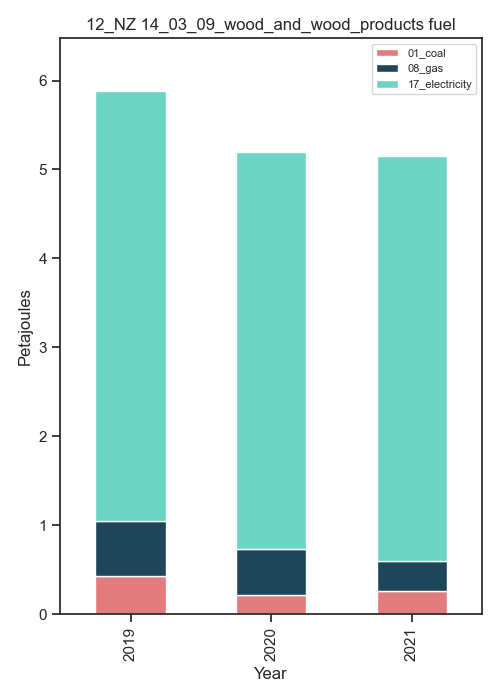 12_NZ 14_03_09_wood_and_wood_products fuel
01_coal
08_gas
17_electricity
6
5
4
3
2
1
0
Petajoules
2019
2020
2021
Year